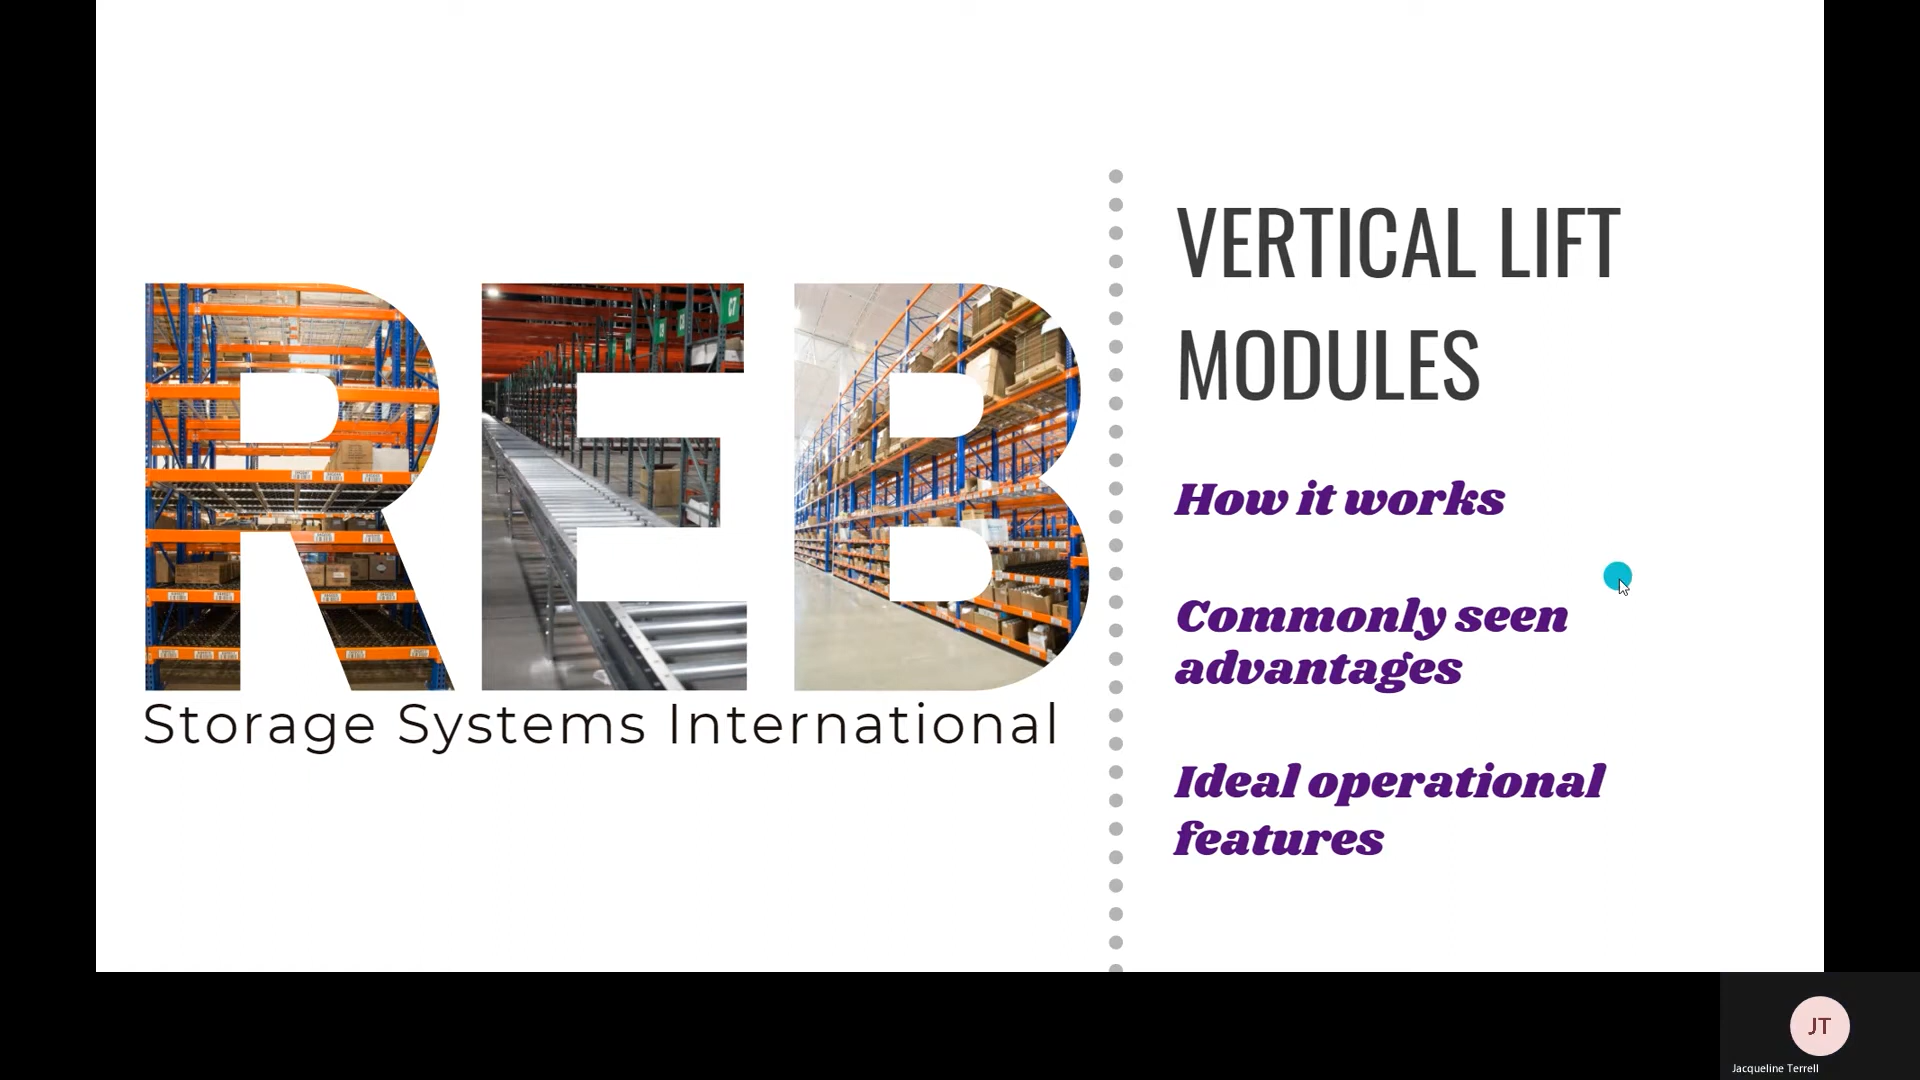 REB
Storage Systems International
VERTICAL LIFT
MODULES
How it works
Commonly seen
advantages
Ideal operational
features
JT
Jacqueline Terrell